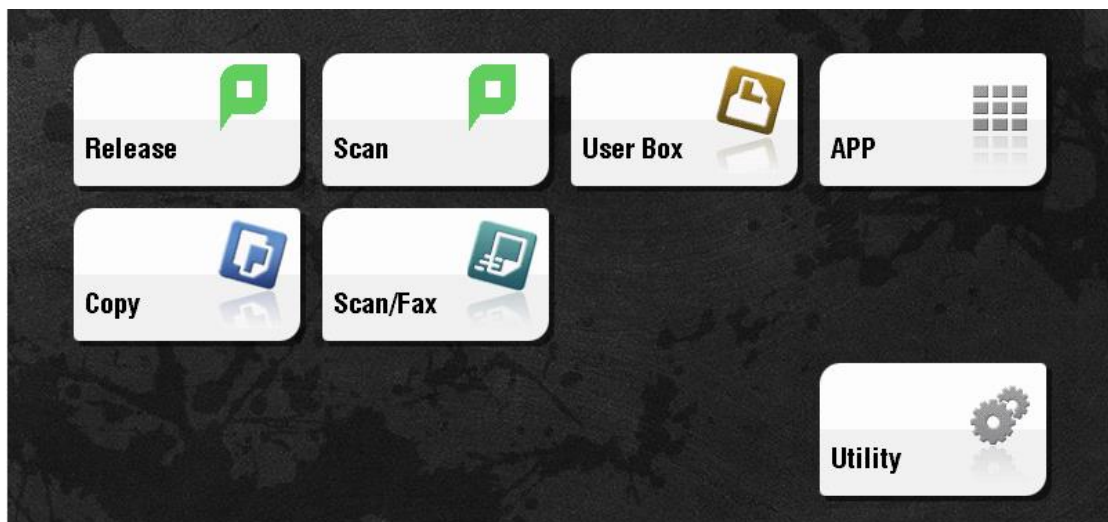 Release
Scan
User Box
APP
Copy
Scan/Fax
Utility